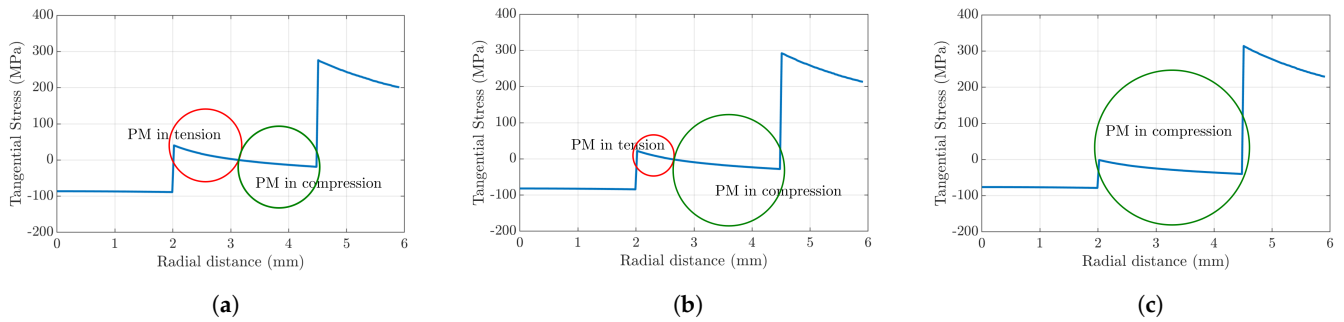 400
300
200
100
0
-100
-200
Tangential Stress (MPa)
PM in tension
PM in compression
0 1 2 3 4 5 6
Radial distance (mm)
(a)
400
300
200
100
0
-100
-200
Tangential Stress (MPa)
PM in tension
PM in compression
0 1 2 3 4 5 6
Radial distance (mm)
(b)
400
300
200
100
0
-100
-200
Tangential Stress (MPa)
PM in compression
0 1 2 3 4 5 6
Radial distance (mm)
(c)